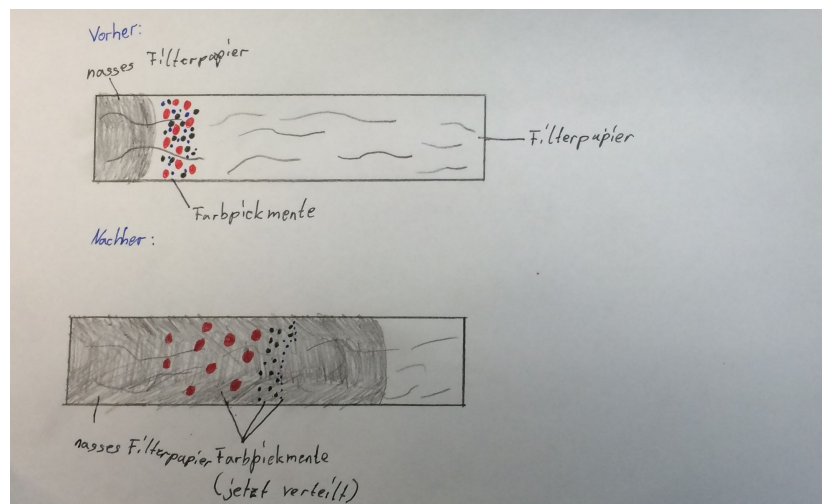 Vorher:
nasses Filterpapier
Filterpapier
Farbpickmente
Nachher:
nasses Filterpapier
Farbpickmente
(jetzt verteilt)